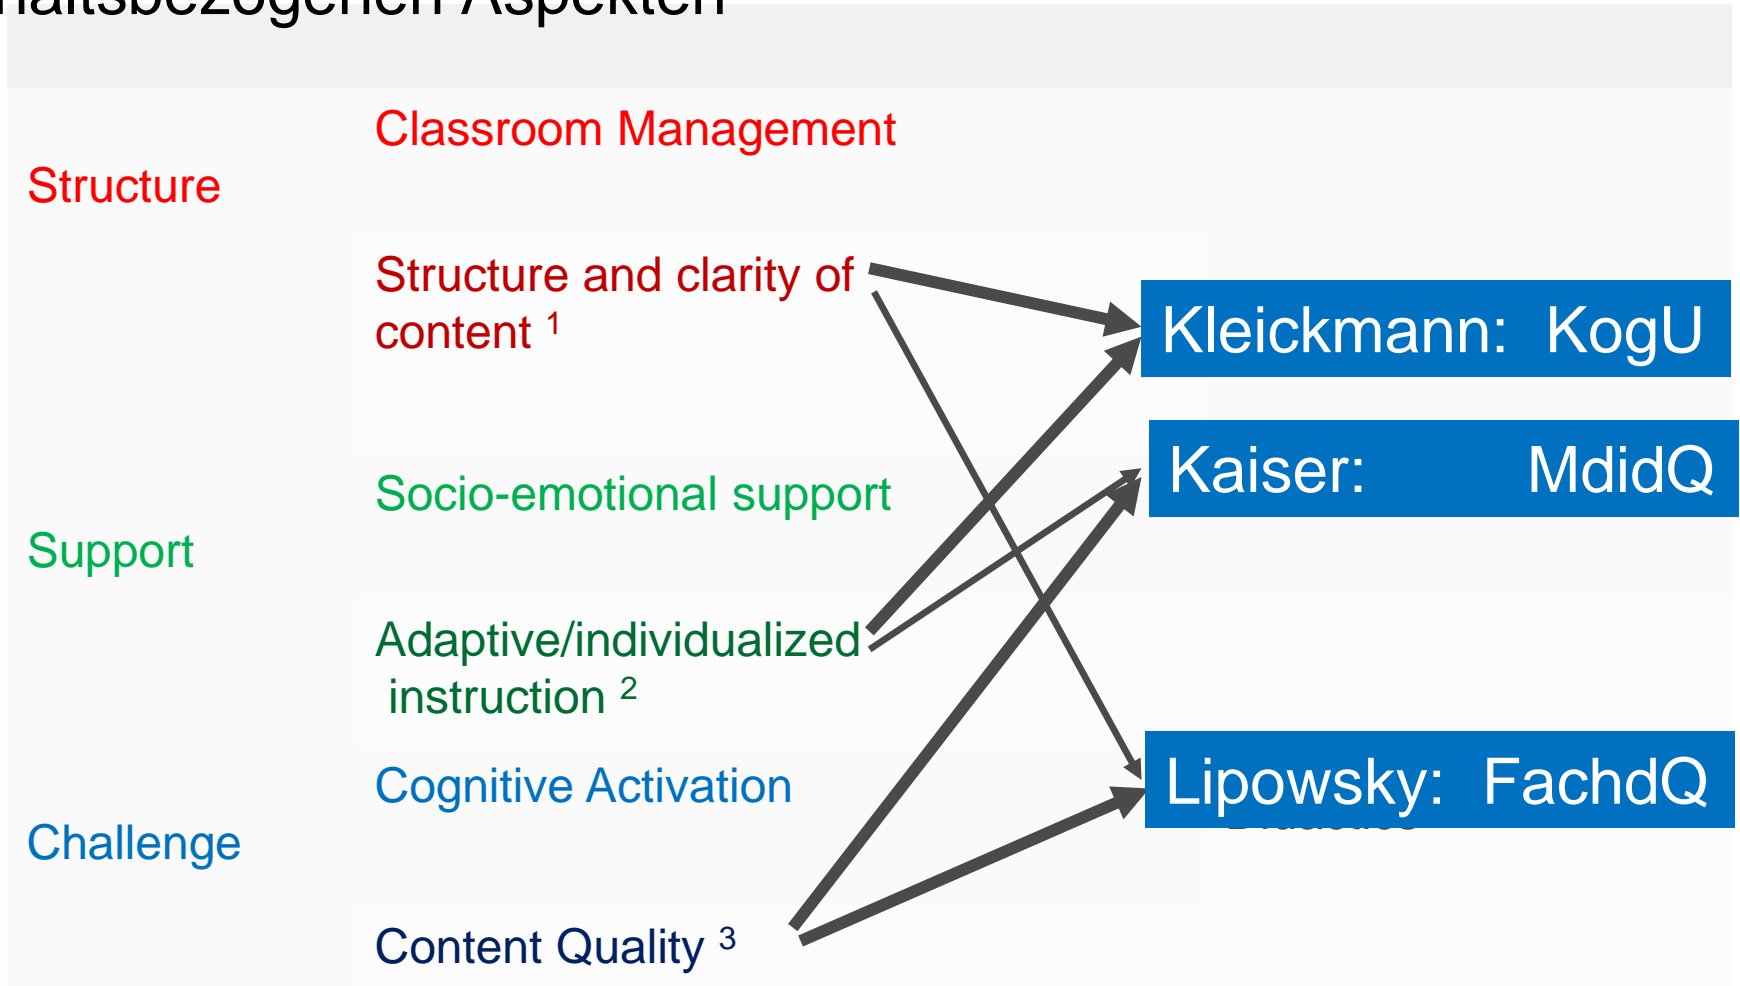 Aspekten
Classroom Management
Structure
Structure and clarity of
content ¹
Kleickmann: KogU
Kaiser: MdidQ
Socio-emotional support
Support
Adaptive/individualized
instruction ²
Cognitive Activation
Lipowsky: FachdQ
Challenge
Content Quality ³